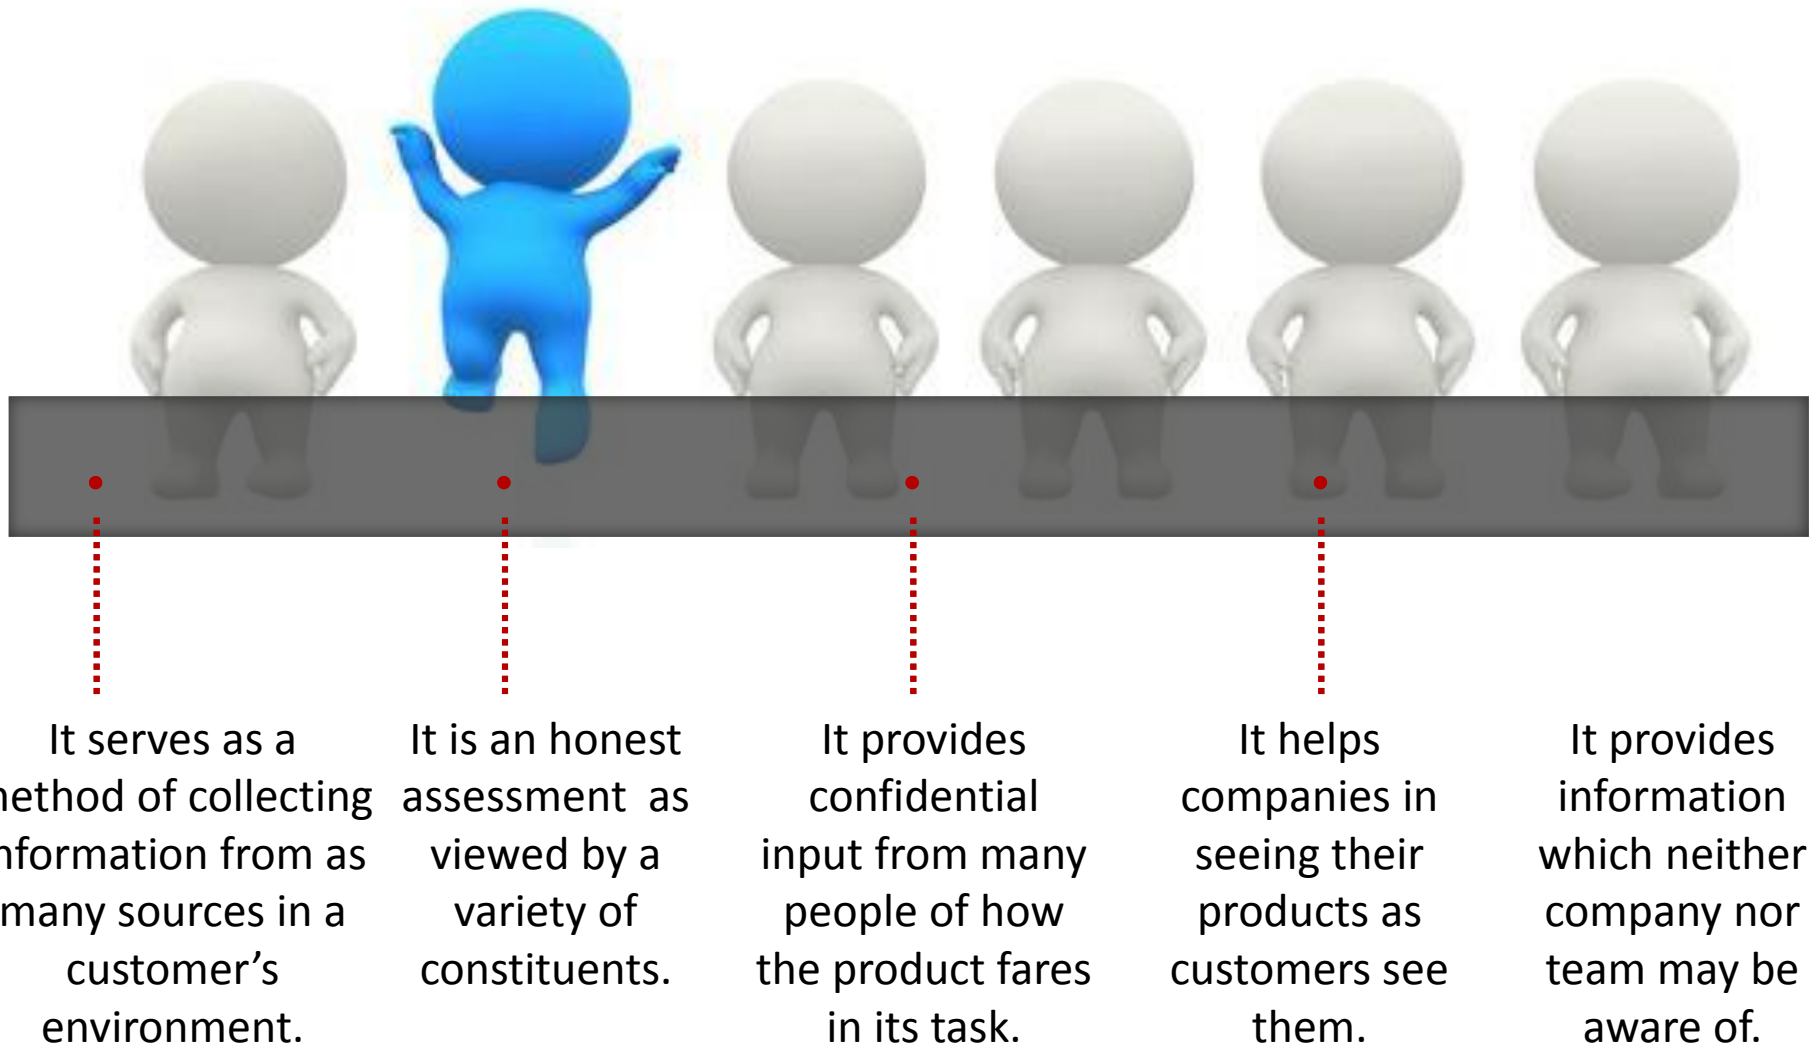 It serves as a
ethod of collecting
nformation from as
many sources in a
customer’s
environment.
It is an honest
assessment as
viewed by a
variety of
constituents.
It provides
confidential
input from many
people of how
the product fares
in its task.
It helps
companies in
seeing their
products as
customers see
them.
It provides
information
which neither
company nor
team may be
aware of.